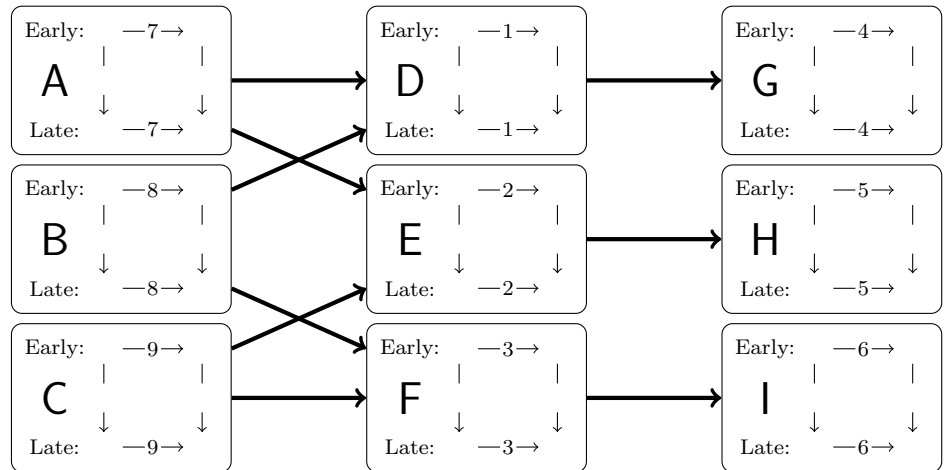 Early: —7→
A
Late: —7→
Early: —1→
D
Late: —1→
Early: —4→
G
Late: —4→
Early: —8→
B
Late: —8→
Early: —2→
E
Late: —2→
Early: —5→
H
Late: —5→
Early: —9→
C
Late: —9→
Early: —3→
F
Late: —3→
Early: —6→
I
Late: —6→